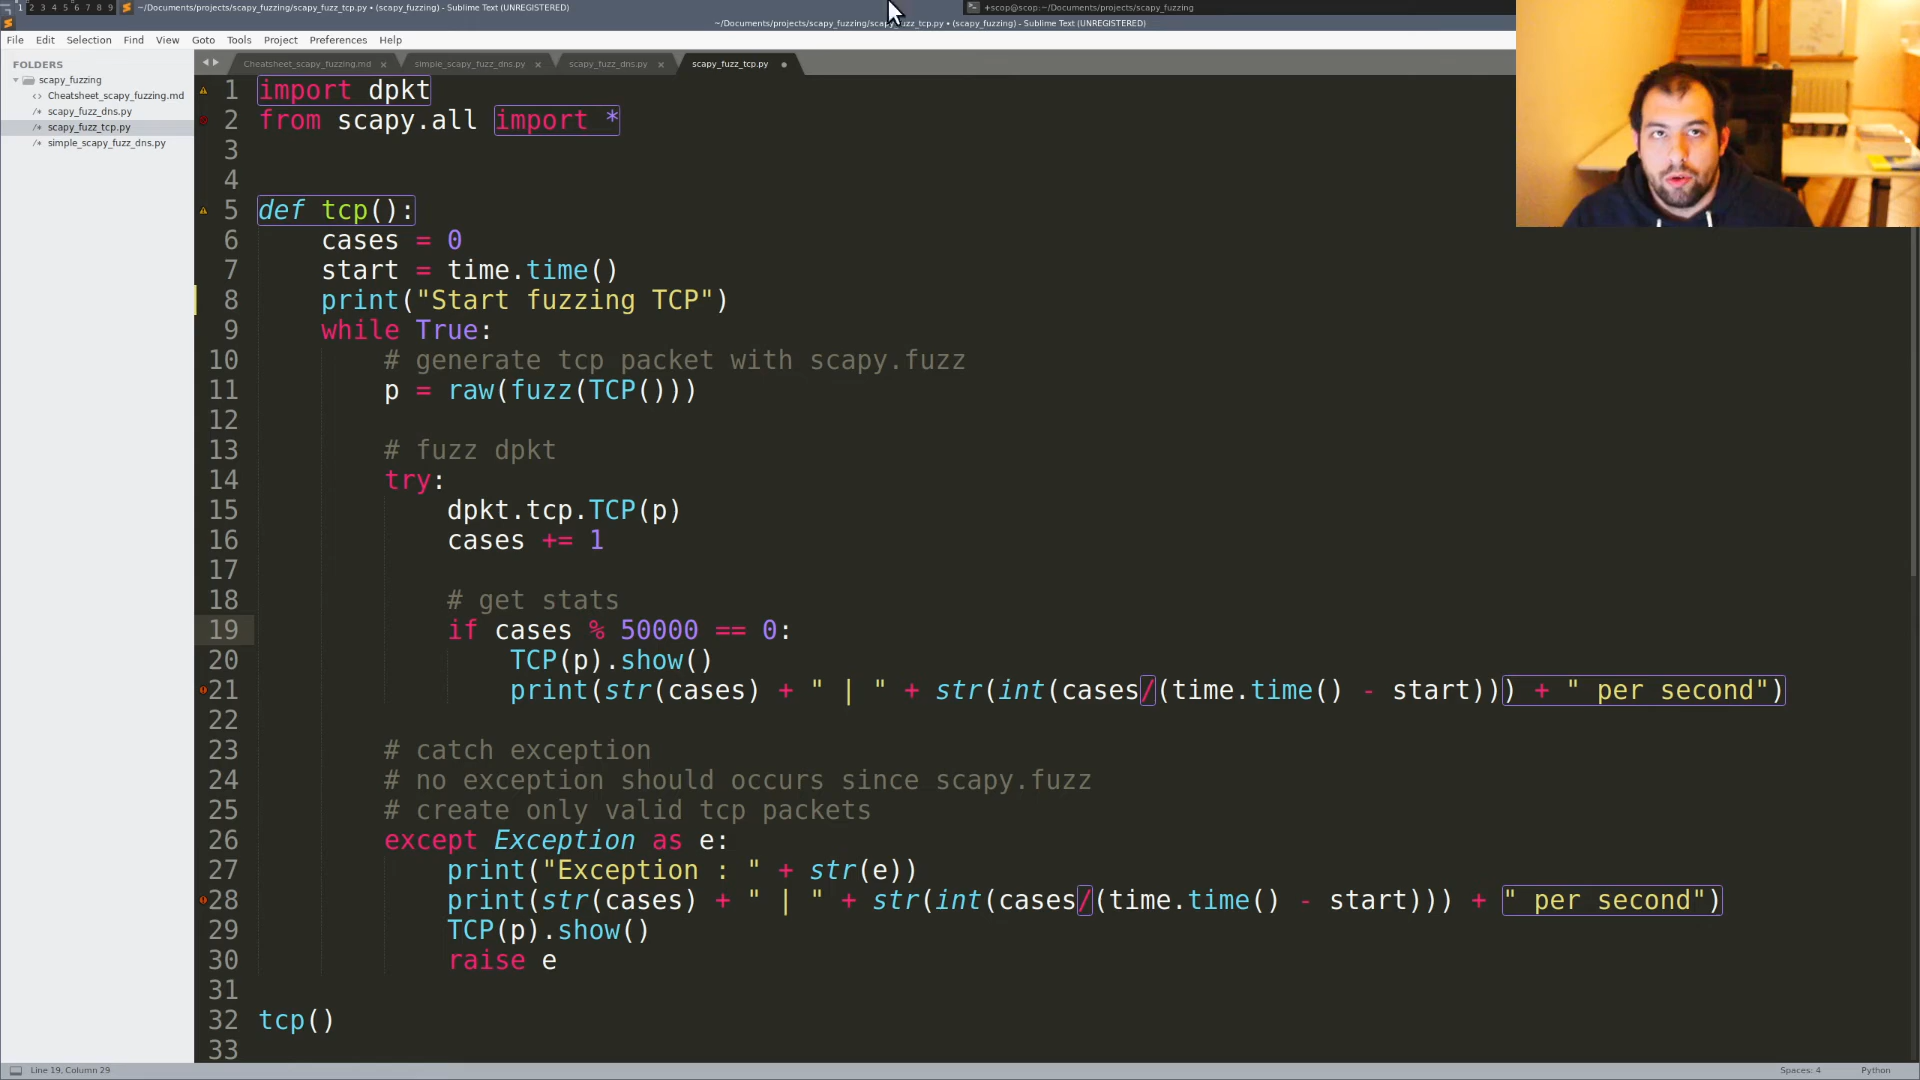 1 2 3 4 5 6 7 8 9 ~/Documents/projects/scapy_fuzzing/scapy_fuzz_tcp.py • (scapy_fuzzing) - Sublime Text (UNREGISTERED)
+scop@scop:~/Documents/projects/scapy_fuzzing
~/Documents/projects/scapy_fuzzing/scapy_fuzz_tcp.py • (scapy_fuzzing) - Sublime Text (UNREGISTERED)
File Edit Selection Find View Goto Tools Project Preferences Help
FOLDERS
scapy_fuzzing
Cheatsheet_scapy_fuzzing.md
scapy_fuzz_dns.py
scapy_fuzz_tcp.py
simple_scapy_fuzz_dns.py
Cheatsheet_scapy_fuzzing.md simple_scapy_fuzz_dns.py scapy_fuzz_dns.py scapy_fuzz_tcp.py
1 import dpkt
2 from scapy.all import *
3
4
5 def tcp():
6 cases = 0
7 start = time.time()
8 print("Start fuzzing TCP")
9 while True:
10 # generate tcp packet with scapy.fuzz
11 p = raw(fuzz(TCP()))
12
13 # fuzz dpkt
14 try:
15 dpkt.tcp.TCP(p)
16 cases += 1
17
18 # get stats
19 if cases % 50000 == 0:
20 TCP(p).show()
21 print(str(cases) + " | " + str(int(cases/(time.time() - start))) + " per second")
22
23 # catch exception
24 # no exception should occurs since scapy.fuzz
25 # create only valid tcp packets
26 except Exception as e:
27 print("Exception : " + str(e))
28 print(str(cases) + " | " + str(int(cases/(time.time() - start))) + " per second")
29 TCP(p).show()
30 raise e
31
32 tcp()
33
Line 19, Column 29
Spaces: 4 Python